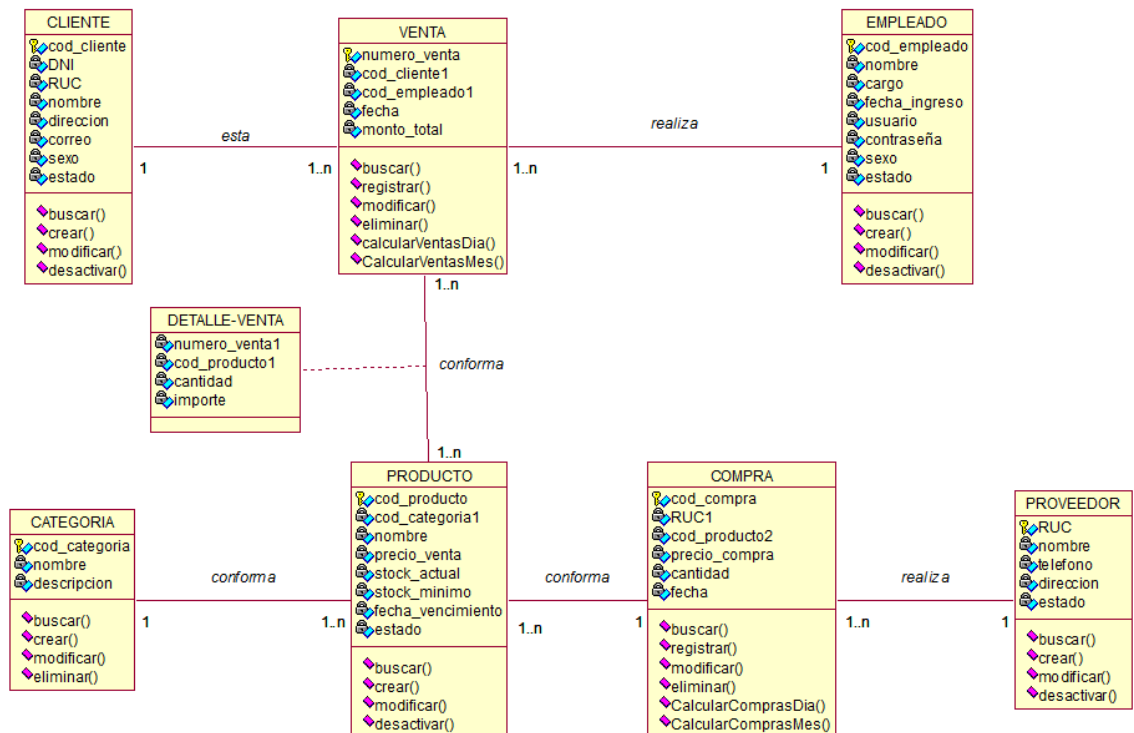 CLIENTE
cod_cliente
DNI
RUC
nombre
direccion
correo
sexo
estado
buscar()
crear()
modificar()
desactivar()
esta
1
1..n
VENTA
numero_venta
cod_cliente1
cod_empleado1
fecha
monto_total
buscar()
registrar()
modificar()
eliminar()
calcularVentasDia()
CalcularVentasMes()
realiza
1..n
1
EMPLEADO
cod_empleado
nombre
cargo
fecha_ingreso
usuario
contraseña
sexo
estado
buscar()
crear()
modificar()
desactivar()
1..n
DETALLE-VENTA
numero_venta1
cod_producto1
cantidad
importe
conforma
1..n
CATEGORIA
cod_categoria
nombre
descripcion
buscar()
crear()
modificar()
eliminar()
conforma
1
1..n
PRODUCTO
cod_producto
cod_categoria1
nombre
precio_venta
stock_actual
stock_minimo
fecha_vencimiento
estado
buscar()
crear()
modificar()
desactivar()
conforma
1..n
1
COMPRA
cod_compra
RUC1
cod_producto2
precio_compra
cantidad
fecha
buscar()
registrar()
modificar()
eliminar()
CalcularComprasDia()
CalcularComprasMes()
realiza
1..n
1
PROVEEDOR
RUC
nombre
telefono
direccion
estado
buscar()
crear()
modificar()
desactivar()